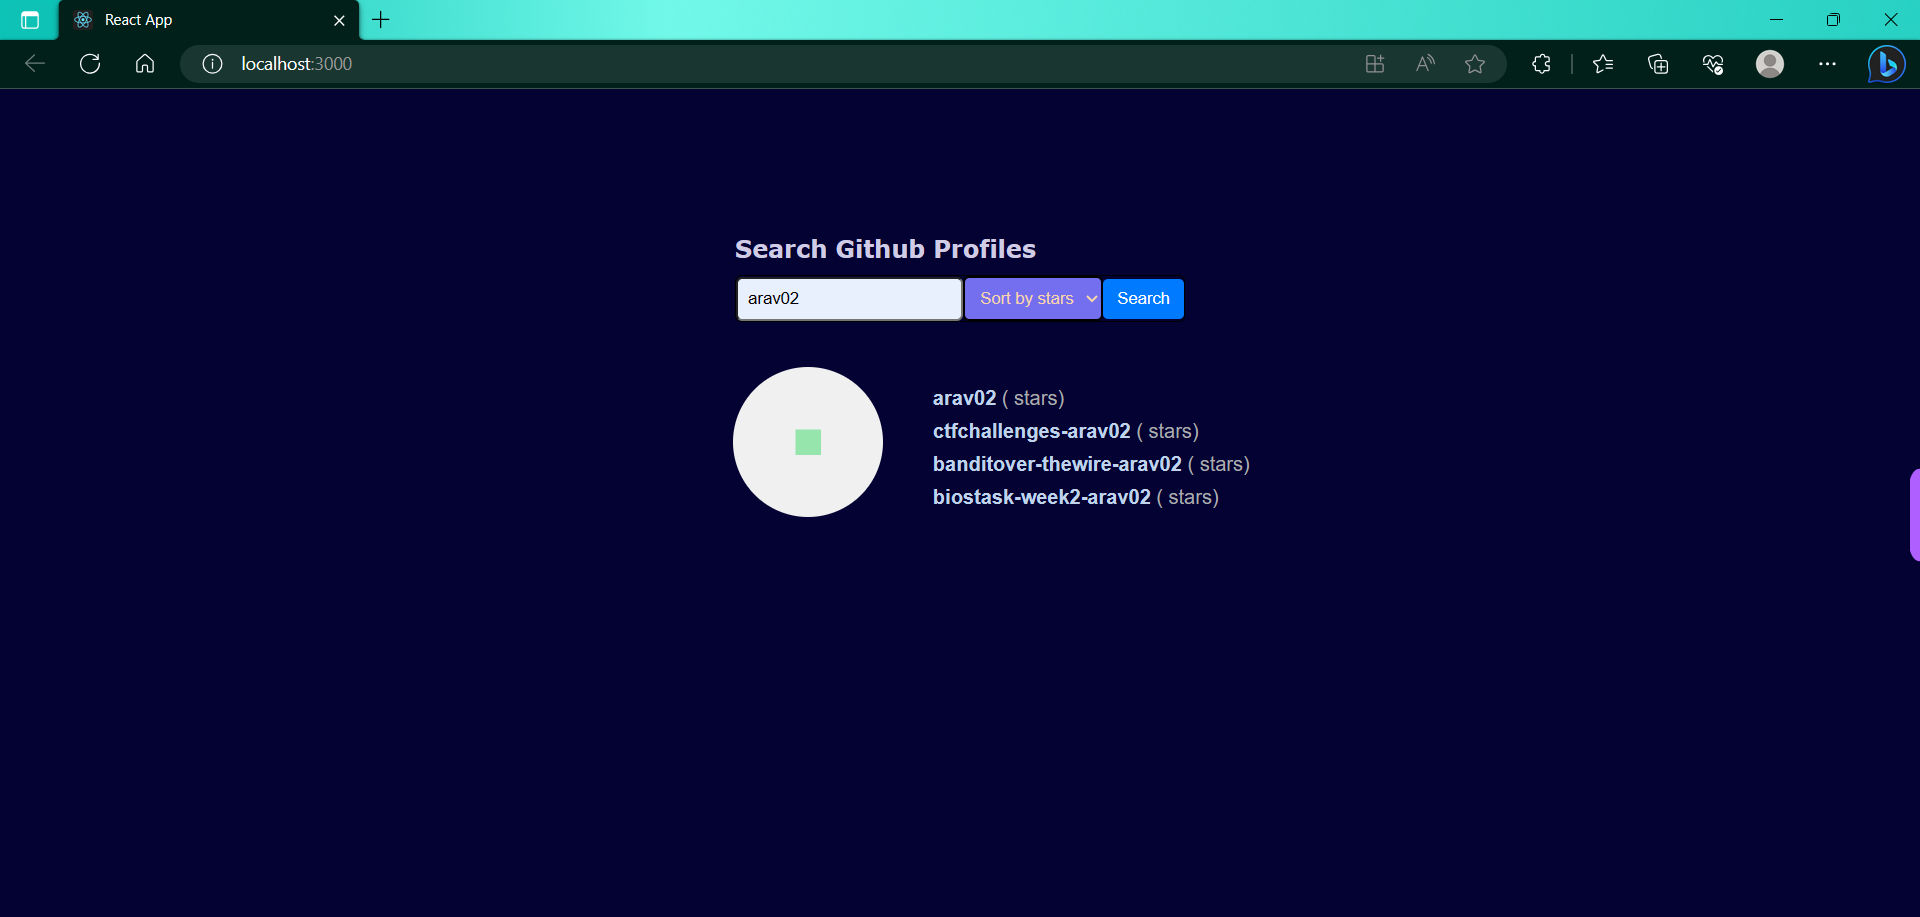 React App
localhost:3000
Search Github Profiles
arav02 Sort by stars Search
arav02 ( stars)
ctfchallenges-arav02 ( stars)
banditover-thewire-arav02 ( stars)
biostask-week2-arav02 ( stars)